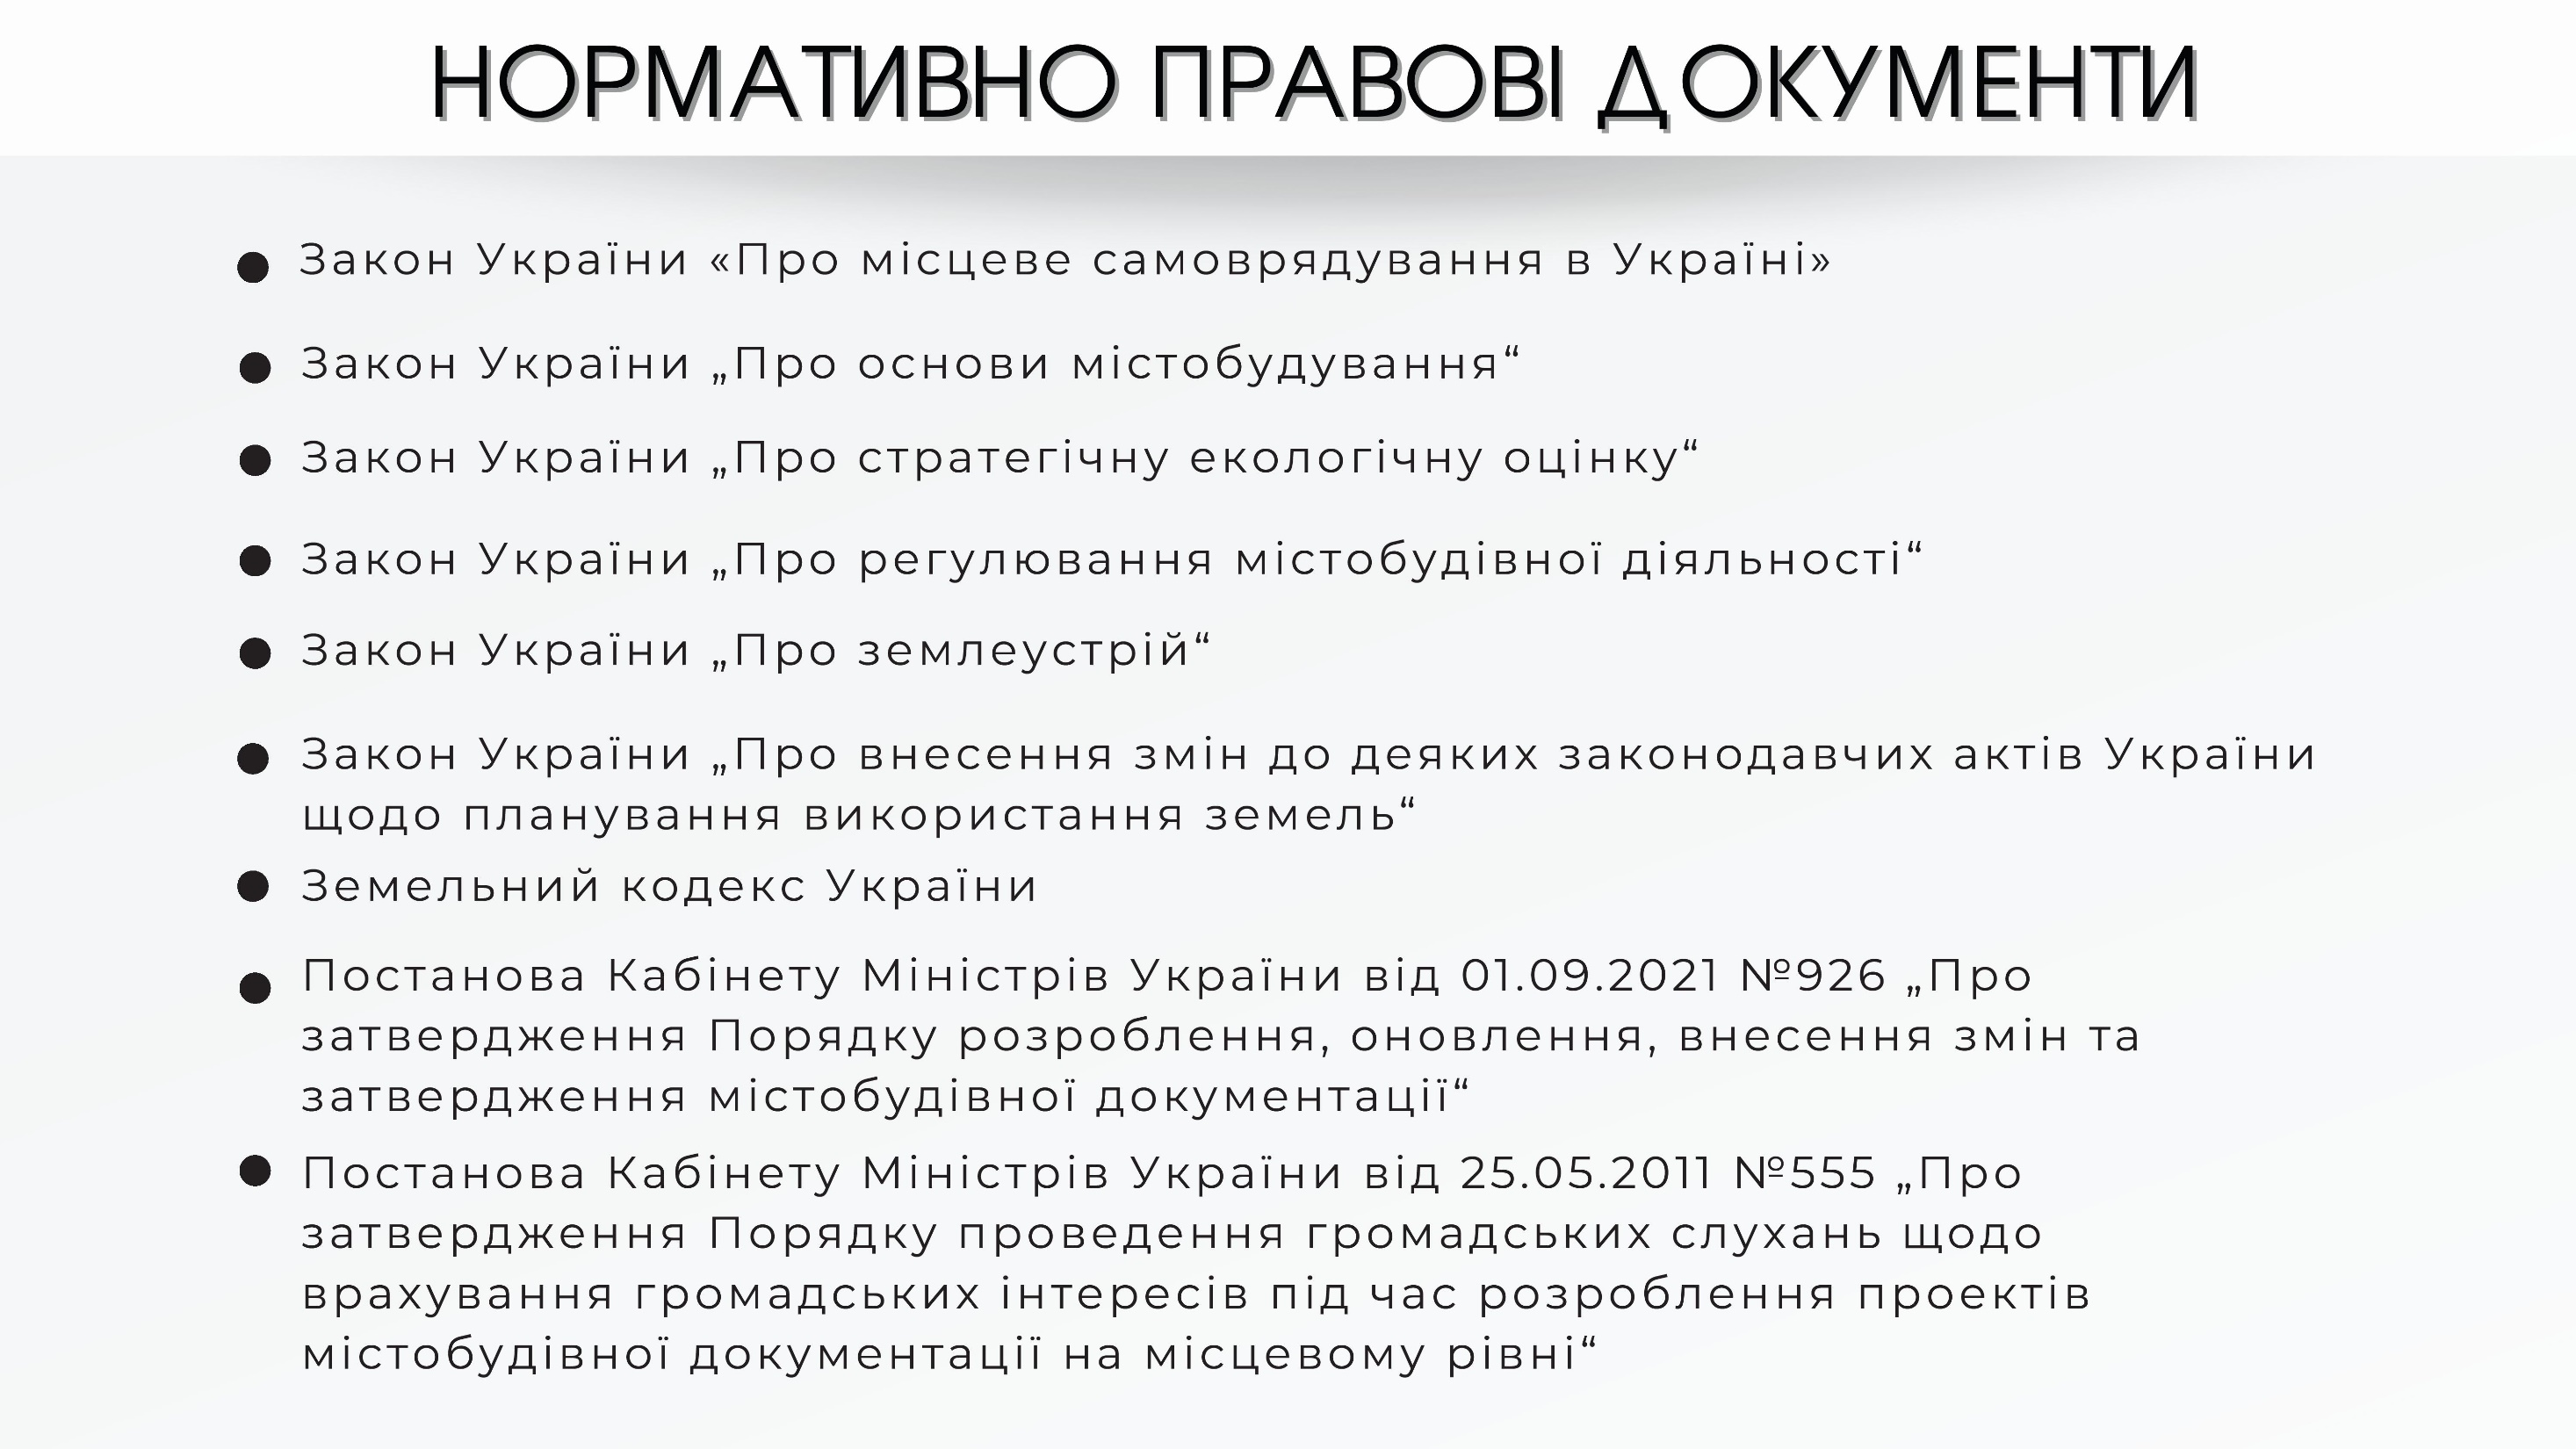 НОРМАТИВНО ПРАВОВІ ДОКУМЕНТИ
● Закон України «Про місцеве самоврядування в Україні»
● Закон України „Про основи містобудування“
● Закон України „Про стратегічну екологічну оцінку“
● Закон України „Про регулювання містобудівної діяльності“
● Закон України „Про землеустрій“
● Закон України „Про внесення змін до деяких законодавчих актів України
щодо планування використання земель“
● Земельний кодекс України
● Постанова Кабінету Міністрів України від 01.09.2021 №926 „Про
затвердження Порядку розроблення, оновлення, внесення змін та
затвердження містобудівної документації“
● Постанова Кабінету Міністрів України від 25.05.2011 №555 „Про
затвердження Порядку проведення громадських слухань щодо
врахування громадських інтересів під час розроблення проектів
містобудівної документації на місцевому рівні“